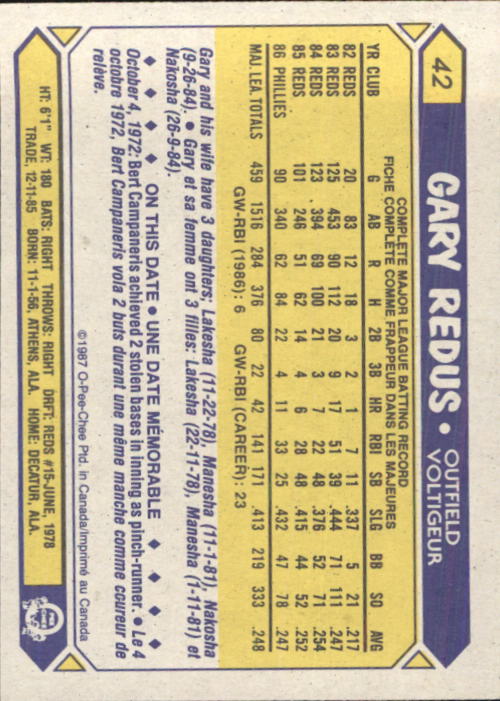 42 GARY REDUS • OUTFIELD
VOLTIGEUR
COMPLETE MAJOR LEAGUE BATTING RECORD
FICHE COMPLÈTE COMME FRAPPEUR DANS LES MAJEURES
YR CLUB G AB R H 2B 3B HR RBI SB SLG BB SO AVG
82 REDS 20 83 12 18 3 2 1 7 11 .337 5 21 .217
83 REDS 125 453 90 112 20 9 17 51 39 .444 71 111 .247
84 REDS 123 394 69 100 21 3 7 22 48 .376 52 71 .254
85 REDS 101 246 51 62 14 4 6 28 48 .415 44 52 .252
86 PHILLIES 90 340 62 84 22 4 11 33 25 .432 47 78 .247
MAJ. LEA. TOTALS 459 1516 284 376 80 22 42 141 171 .413 219 333 .248
GW-RBI (1986): 6 GW-RBI (CAREER): 23
Gary and his wife have 3 daughters; Lakesha (11-22-78), Manesha (11-1-81), Nakosha
(9-26-84). • Gary et sa femme ont 3 filles: Lakesha (22-11-78), Manesha (1-11-81) et
Nakosha (26-9-84).
ON THIS DATE • UNE DATE MÉMORABLE
October 4, 1972: Bert Campaneris achieved 2 stolen bases in inning as pinch-runner. • Le 4
octobre 1972, Bert Campaneris vola 2 buts durant une même manche comme coureur de
relève.
©1987 O-Pee-Chee Ptd. in Canada/Imprimé au Canada
HT: 6'1" WT: 180 BATS: RIGHT THROWS: RIGHT DRFT: REDS #15-JUNE, 1978
TRADE, 12-11-85 BORN: 11-1-56, ATHENS, ALA. HOME: DECATUR, ALA.
O-PEE-CHEE